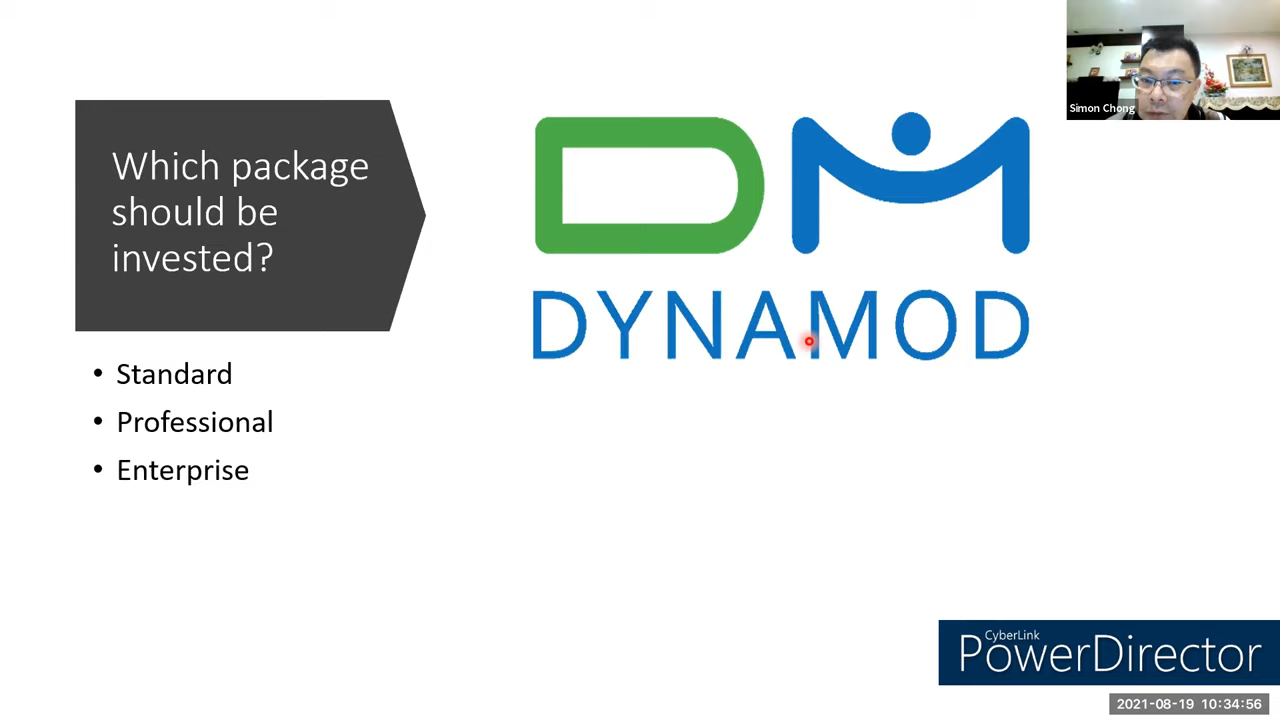 Simon Chong
Which package
should be
invested?
DM
DYNAMOD
• Standard
• Professional
• Enterprise
CyberLink
PowerDirector
2021-08-19 10:34:56